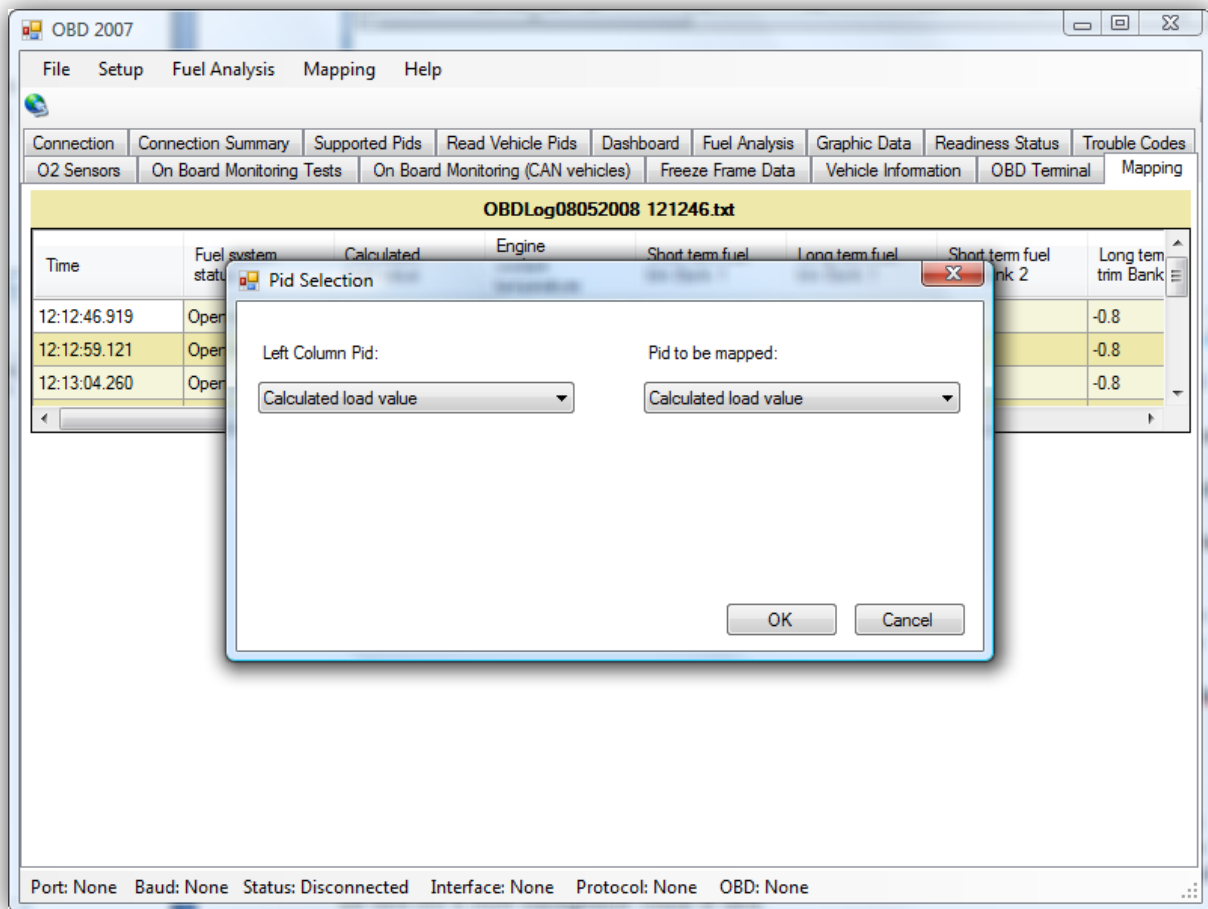 OBD 2007
File Setup Fuel Analysis Mapping Help
Connection Connection Summary Supported Pids Read Vehicle Pids Dashboard Fuel Analysis Graphic Data Readiness Status Trouble Codes
O2 Sensors On Board Monitoring Tests On Board Monitoring (CAN vehicles) Freeze Frame Data Vehicle Information OBD Terminal Mapping
OBDLog08052008 121246.txt
Time Fuel system Calculated Engine Short term fuel Long term fuel Short term fuel Long tem
statu nk 2 trim Bank
12:12:46.919 Open -0.8
12:12:59.121 Open -0.8
12:13:04.260 Open -0.8
Pid Selection
Left Column Pid: Pid to be mapped:
Calculated load value Calculated load value
OK Cancel
Port: None Baud: None Status: Disconnected Interface: None Protocol: None OBD: None